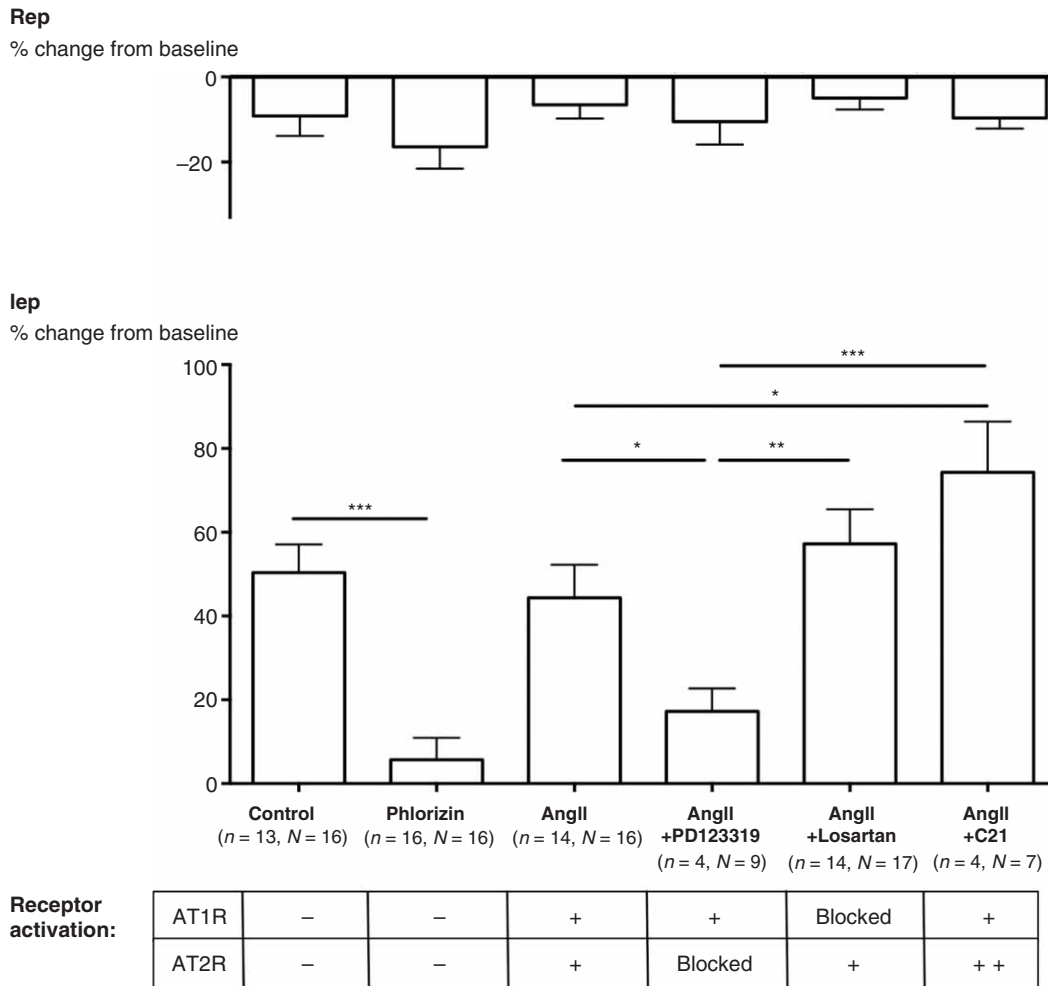 Rep
% change from baseline
0
–20
Iep
% change from baseline
100
80
60
40
20
0
***
*
*
**
***
Control
(n = 13, N = 16)
Phlorizin
(n = 16, N = 16)
AngII
(n = 14, N = 16)
AngII
+PD123319
(n = 4, N = 9)
AngII
+Losartan
(n = 14, N = 17)
AngII
+C21
(n = 4, N = 7)
Receptor
activation:
AT1R – – + + Blocked +
AT2R – – + Blocked + + +